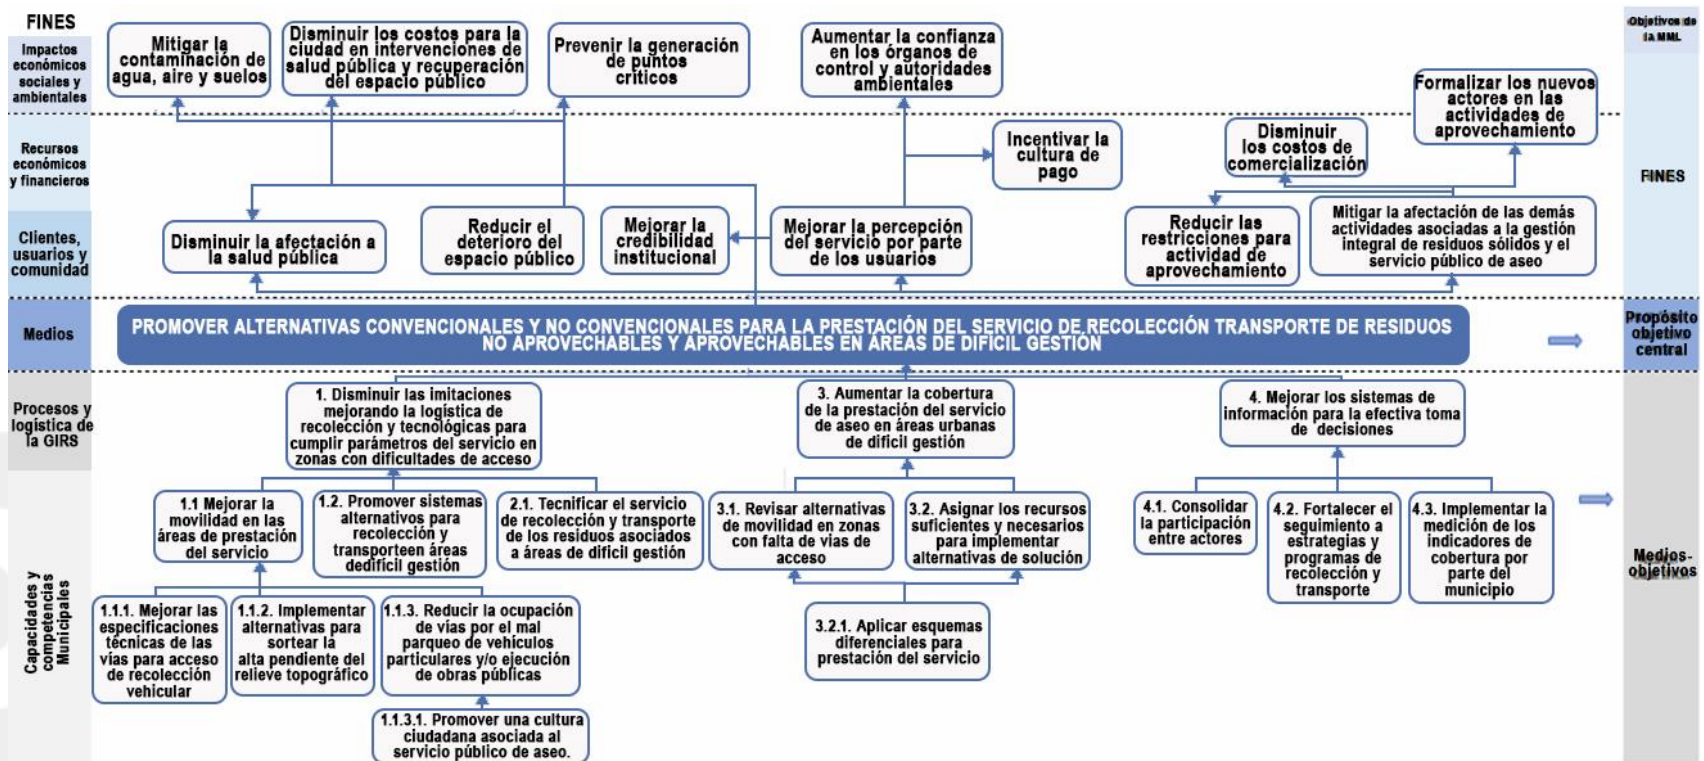 FINES
Impactos
económicos
sociales y
ambientales
Mitigar la
contaminación de
agua, aire y suelos
Disminuir los costos para la
ciudad en intervenciones de
salud pública y recuperación
del espacio público
Prevenir la generación
de puntos
críticos
Aumentar la confianza
en los órganos de
control y autoridades
ambientales
Formalizar los nuevos
actores en las
actividades de
aprovechamiento
Objetivos de
la MML
Recursos
económicos
y financieros
Incentivar la
cultura de
pago
Disminuir
los costos de
comercialización
FINES
Clientes,
usuarios y
comunidad
Disminuir la afectación a
la salud pública
Reducir el
deterioro del
espacio público
Mejorar la
credibilidad
institucional
Mejorar la percepción
del servicio por parte
de los usuarios
Reducir las
restricciones para
actividad de
aprovechamiento
Mitigar la afectación de las demás
actividades asociadas a la gestión
integral de residuos sólidos y el
servicio público de aseo
Medios
PROMOVER ALTERNATIVAS CONVENCIONALES Y NO CONVENCIONALES PARA LA PRESTACIÓN DEL SERVICIO DE RECOLECCIÓN TRANSPORTE DE RESIDUOS
NO APROVECHABLES Y APROVECHABLES EN ÁREAS DE DIFÍCIL GESTIÓN
Propósito
objetivo
central
Procesos y
logística de
la GIRS
1. Disminuir las imitaciones
mejorando la logística de
recolección y tecnológicas para
cumplir parámetros del servicio en
zonas con dificultades de acceso
3. Aumentar la cobertura
de la prestación del servicio
de aseo en áreas urbanas
de dificil gestión
4. Mejorar los sistemas de
información para la efectiva toma
de decisiones
Capacidades y
competencias
Municipales
1.1 Mejorar la
movilidad en las
áreas de prestación
del servicio
1.2. Promover sistemas
alternativos para
recolección y
transporteen áreas
dedifícil gestión
2.1. Tecnificar el servicio
de recolección y transporte
de los residuos asociados
a áreas de dificil gestión
3.1. Revisar alternativas
de movilidad en zonas
con falta de vias de
acceso
3.2. Asignar los recursos
suficientes y necesarios
para implementar
alternativas de solución
4.1. Consolidar
la participación
entre actores
4.2. Fortalecer el
seguimiento a
estrategias y
programas de
recolección y
transporte
4.3. Implementar la
medición de los
indicadores de
cobertura por
parte del
municipio
Medios-
objetivos
1.1.1. Mejorar las
especificaciones
técnicas de las
vías para acceso
de recolección
vehicular
1.1.2. Implementar
alternativas para
sortear la
alta pendiente del
relieve topográfico
1.1.3. Reducir la ocupación
de vías por el mal
parqueo de vehículos
particulares y/o ejecución
de obras públicas
3.2.1. Aplicar esquemas
diferenciales para
prestación del servicio
1.1.3.1. Promover una cultura
ciudadana asociada al
servicio público de aseo.